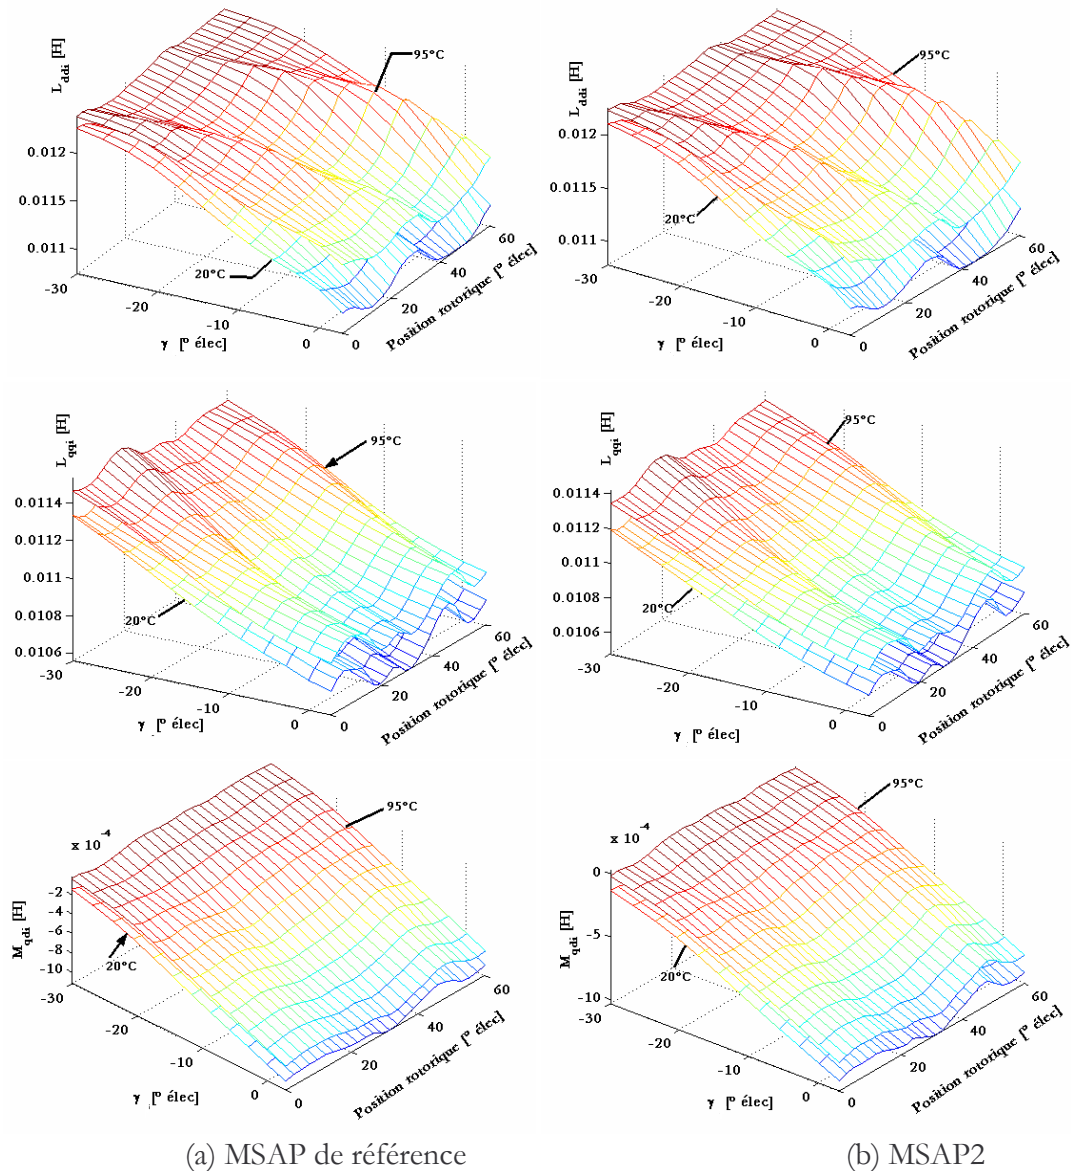 L_ddi [H]
95°C
0.012
0.0115
0.011
20°C
-30
-20
-10
0
γ [º élec]
0
20
40
60
Position rotorique [º élec]
L_ddi [H]
95°C
0.012
0.0115
0.011
20°C
-30
-20
-10
0
γ [º élec]
0
20
40
60
Position rotorique [º élec]
L_qqi [H]
95°C
0.0114
0.0112
0.011
0.0108
0.0106
20°C
-30
-20
-10
0
γ [º élec]
0
20
40
60
Position rotorique [º élec]
L_qqi [H]
95°C
0.0114
0.0112
0.011
0.0108
0.0106
20°C
-30
-20
-10
0
γ [º élec]
0
20
40
60
Position rotorique [º élec]
x 10^-4
M_qdi [H]
95°C
-2
-4
-6
-8
-10
20°C
-30
-20
-10
0
γ [º élec]
0
20
40
60
Position rotorique [º élec]
x 10^-4
M_qdi [H]
95°C
0
-5
-10
20°C
-30
-20
-10
0
γ [º élec]
0
20
40
60
Position rotorique [º élec]
(a) MSAP de référence
(b) MSAP2